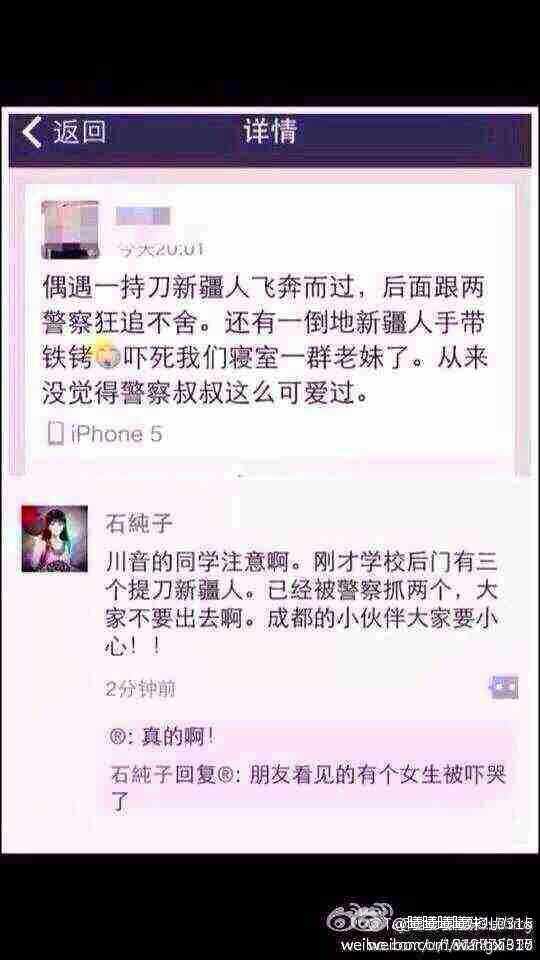 返回
详情
今天20:01
偶遇一持刀新疆人飞奔而过，后面跟两
警察狂追不舍。还有一倒地新疆人手带
铁铐吓死我们寝室一群老妹了。从来
没觉得警察叔叔这么可爱过。
iPhone 5
石純子
川音的同学注意啊。刚才学校后门有三
个提刀新疆人。已经被警察抓两个，大
家不要出去啊。成都的小伙伴大家要小
心！！
2分钟前
®: 真的啊！
石純子回复®: 朋友看见的有个女生被吓哭
了